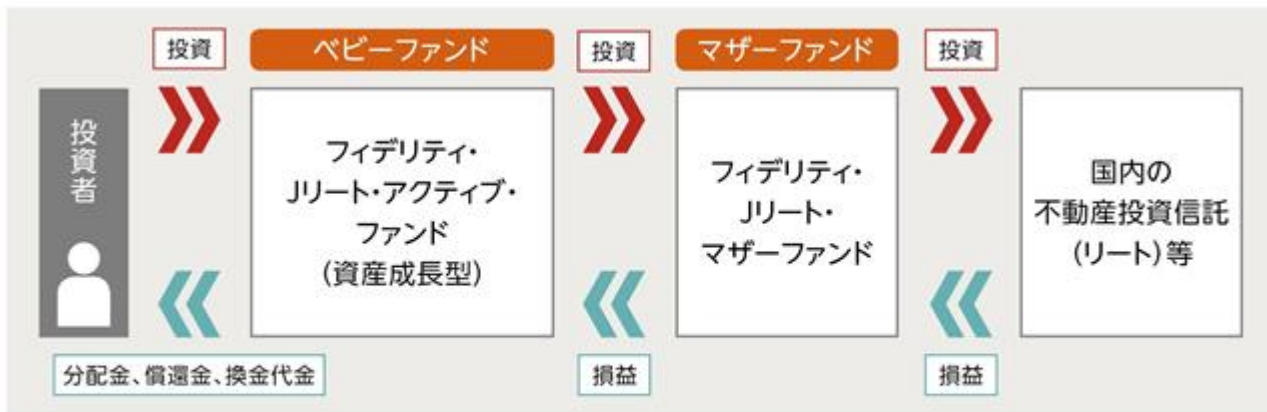 投資
ベビーファンド
投資
マザーファンド
投資
投資者
フィデリティ・
Jリート・アクティブ・
ファンド
(資産成長型)
フィデリティ・
Jリート・
マザーファンド
国内の
不動産投資信託
(リート)等
分配金、償還金、換金代金
損益
損益